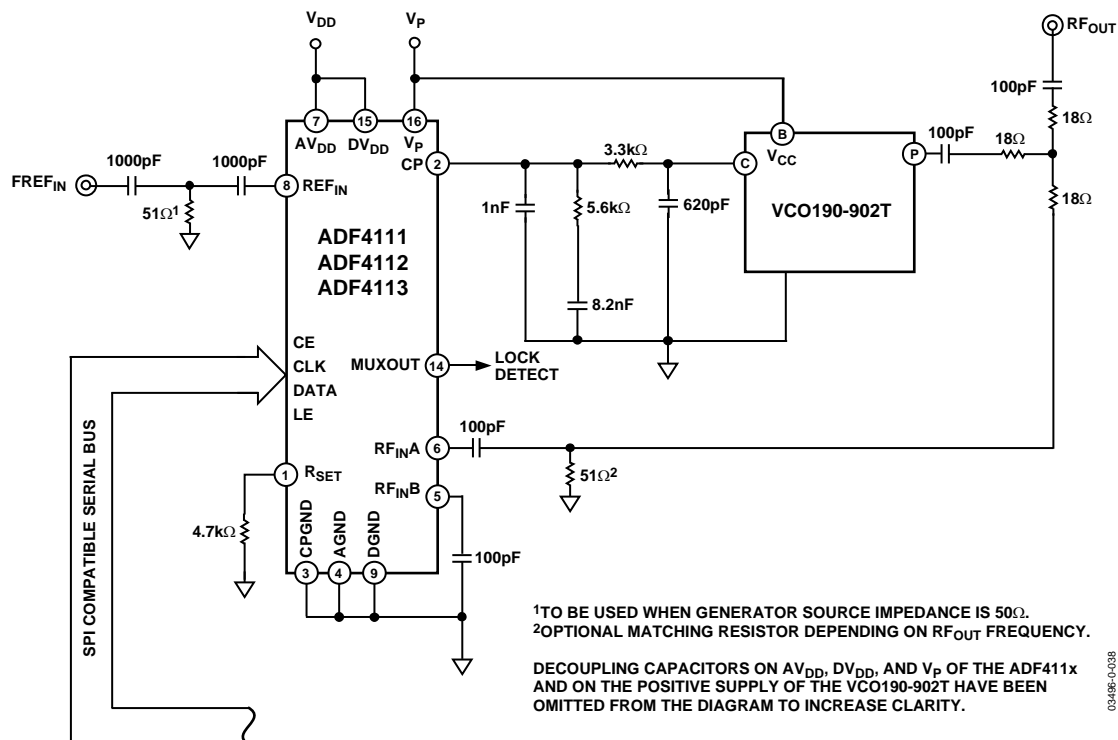 VDD
VP
RFOUT
100pF
18Ω
7
15
16
AVDD
DVDD
VP
CP
2
B
VCC
C
P
100pF
18Ω
18Ω
1000pF
1000pF
FREFIN
8
REFIN
51Ω1
3.3kΩ
1nF
5.6kΩ
620pF
8.2nF
VCO190-902T
ADF4111
ADF4112
ADF4113
CE
CLK
DATA
LE
MUXOUT
14
LOCK
DETECT
SPI COMPATIBLE SERIAL BUS
100pF
RFINA
6
51Ω2
1
RSET
RFINB
5
4.7kΩ
CPGND
AGND
DGND
3
4
9
100pF
1TO BE USED WHEN GENERATOR SOURCE IMPEDANCE IS 50Ω.
2OPTIONAL MATCHING RESISTOR DEPENDING ON RFOUT FREQUENCY.
DECOUPLING CAPACITORS ON AVDD, DVDD, AND VP OF THE ADF411x
AND ON THE POSITIVE SUPPLY OF THE VCO190-902T HAVE BEEN
OMITTED FROM THE DIAGRAM TO INCREASE CLARITY.
03496-0-038